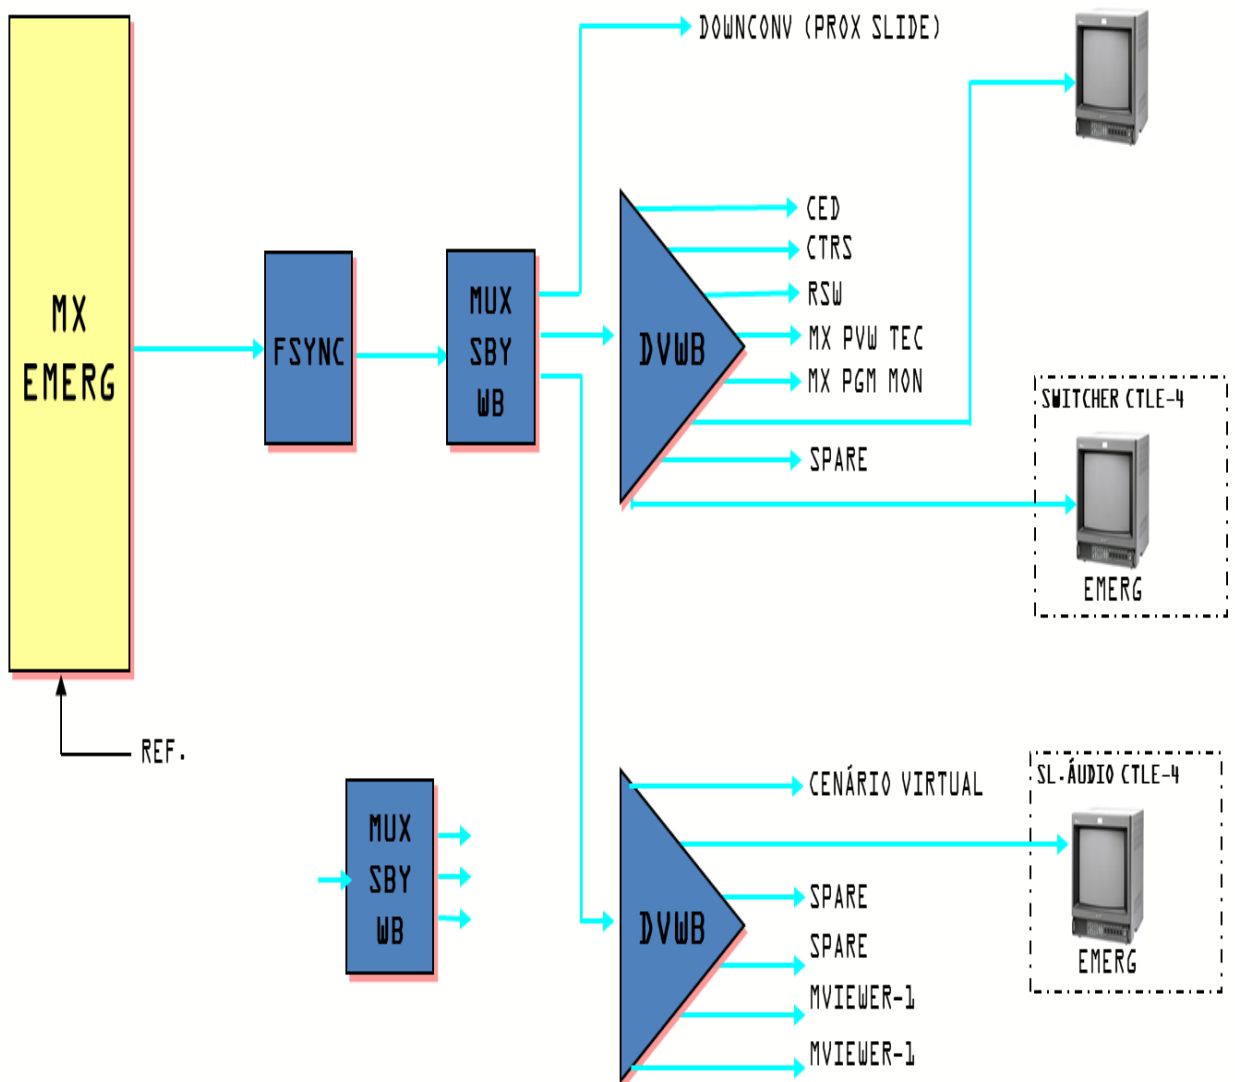 DOWNCONV (PROX SLIDE)
CED
CTRS
RSW
MX PVW TEC
MX PGM MON
SPARE
MX
EMERG
FSYNC
MUX
SBY
WB
DVWB
SWITCHER CTLE-4
EMERG
REF.
MUX
SBY
WB
DVWB
CENÁRIO VIRTUAL
SPARE
SPARE
MVIEWER-1
MVIEWER-1
SL.ÁUDIO CTLE-4
EMERG